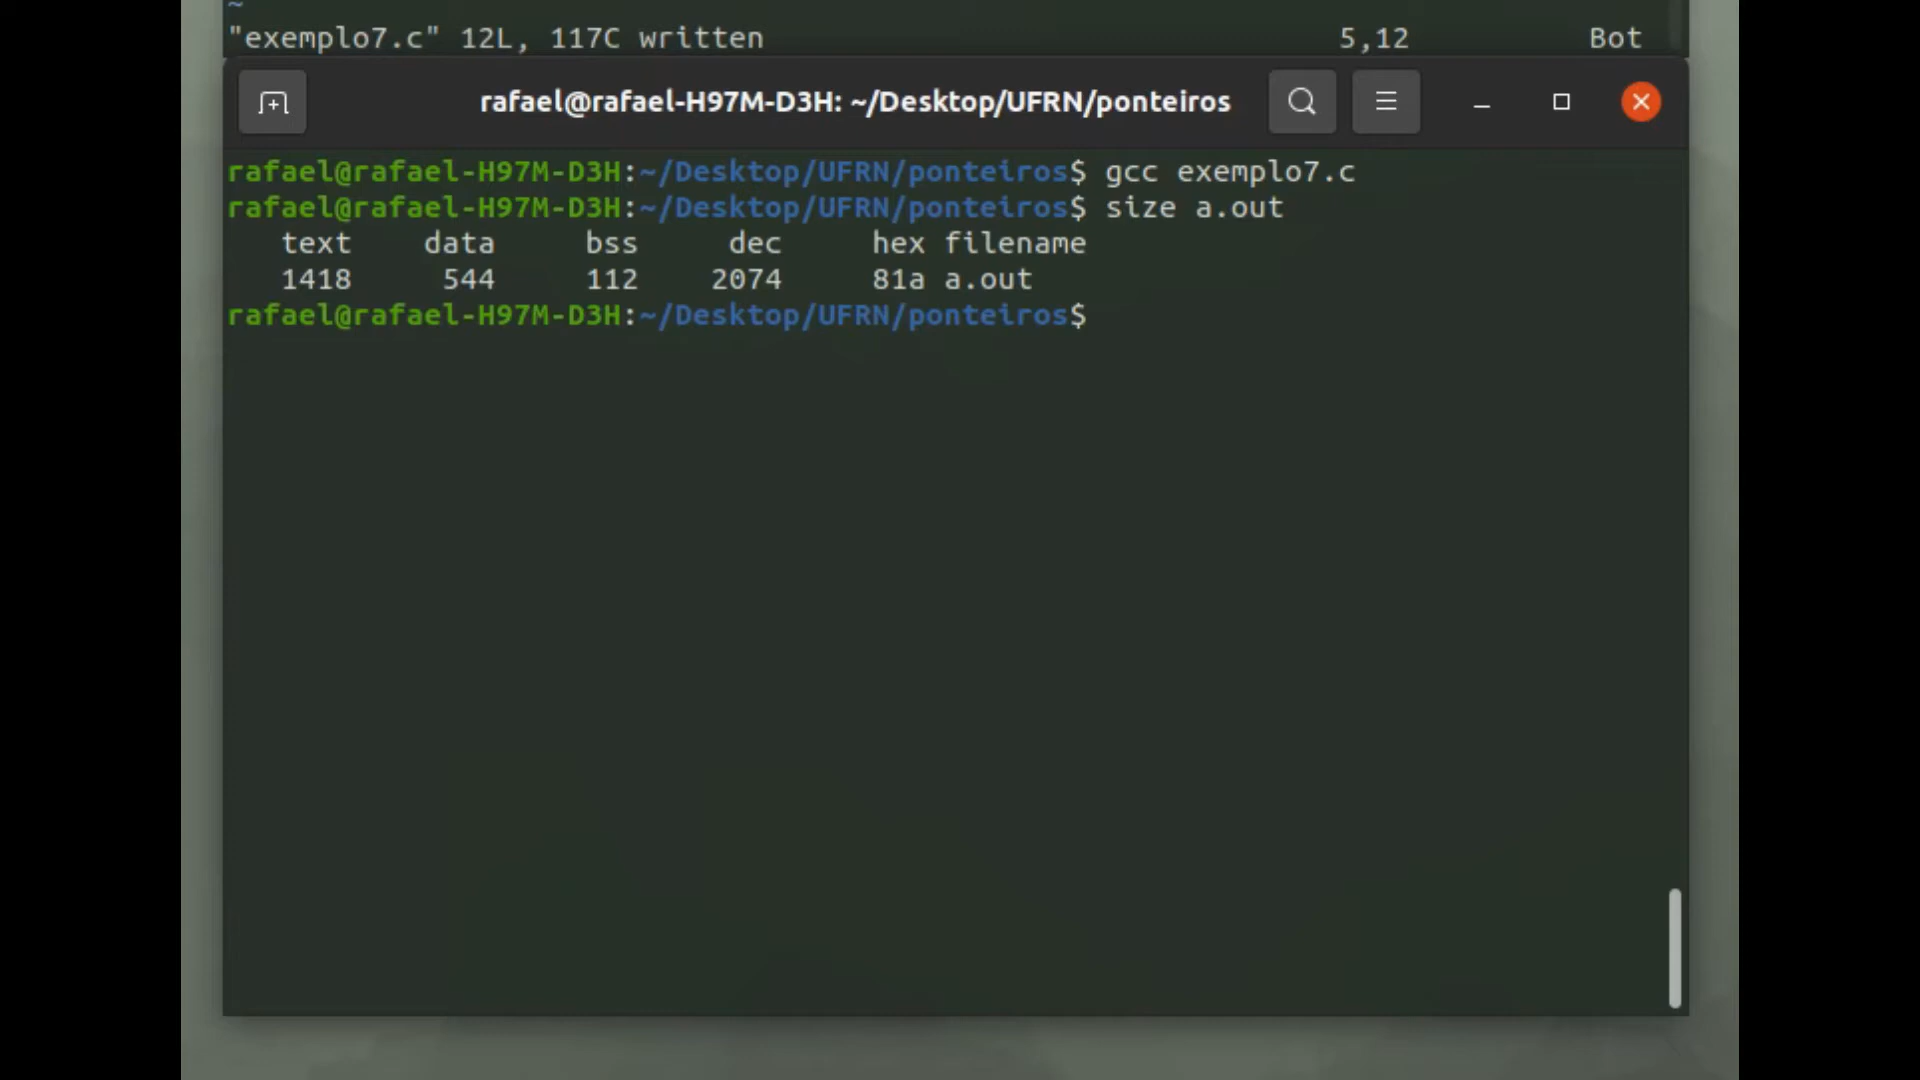 ~
"exemplo7.c" 12L, 117C written 5,12 Bot
rafael@rafael-H97M-D3H: ~/Desktop/UFRN/ponteiros
rafael@rafael-H97M-D3H:~/Desktop/UFRN/ponteiros$ gcc exemplo7.c
rafael@rafael-H97M-D3H:~/Desktop/UFRN/ponteiros$ size a.out
text data bss dec hex filename
1418 544 112 2074 81a a.out
rafael@rafael-H97M-D3H:~/Desktop/UFRN/ponteiros$